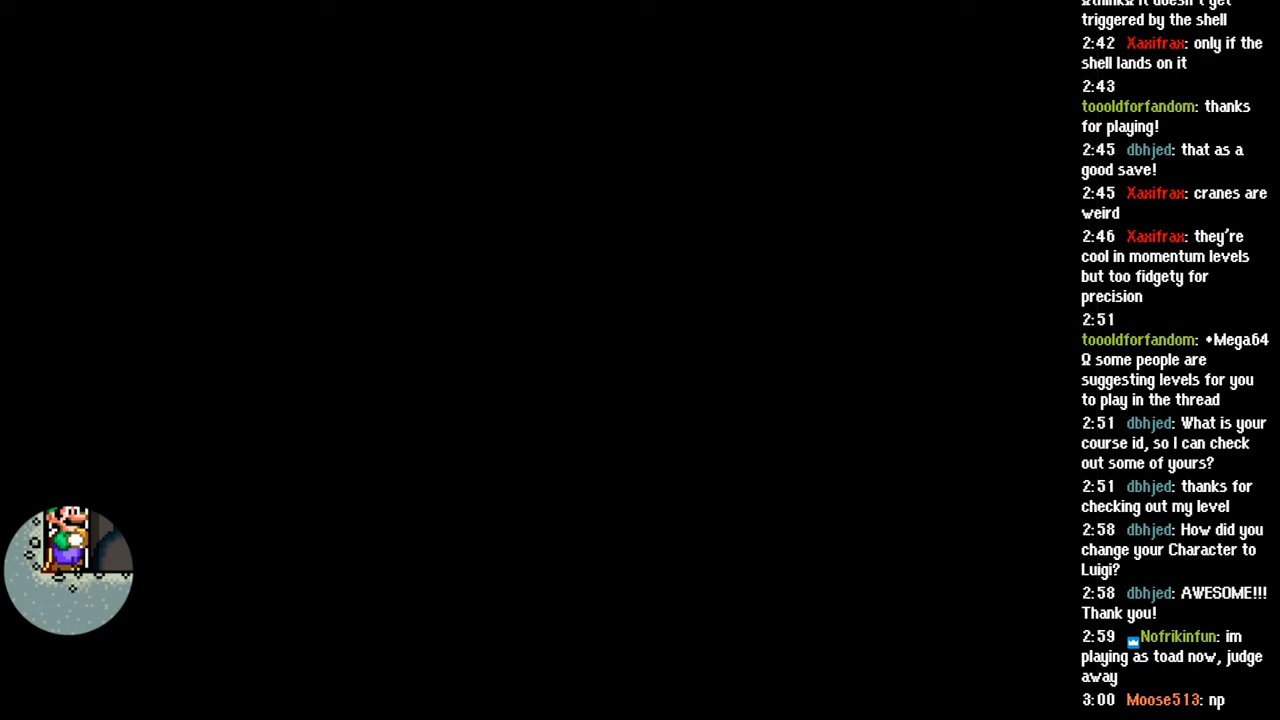 triggered by the shell
2:42 Xaxifrax: only if the
shell lands on it
2:43
toooldforfandom: thanks
for playing!
2:45 dbhjed: that as a
good save!
2:45 Xaxifrax: cranes are
weird
2:46 Xaxifrax: they're
cool in momentum levels
but too fidgety for
precision
2:51
toooldforfandom: •Mega64
Ω some people are
suggesting levels for you
to play in the thread
2:51 dbhjed: What is your
course id, so I can check
out some of yours?
2:51 dbhjed: thanks for
checking out my level
2:58 dbhjed: How did you
change your Character to
Luigi?
2:58 dbhjed: AWESOME!!!
Thank you!
2:59 Nofrikinfun: im
playing as toad now, judge
away
3:00 Moose513: np